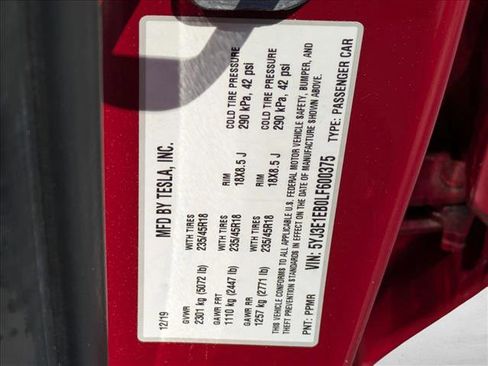 MFD BY TESLA, INC.
12/19
GVWR WITH TIRES RIM COLD TIRE PRESSURE
2301 kg (5072 lb) 235/45R18 18X8.5 J 290 kPa, 42 psi
GAWR FRT WITH TIRES RIM COLD TIRE PRESSURE
1110 kg (2447 lb) 235/45R18 18X8.5 J 290 kPa, 42 psi
GAWR RR WITH TIRES
1257 kg (2771 lb) 235/45R18 18X8.5 J
THIS VEHICLE CONFORMS TO ALL APPLICABLE U.S. FEDERAL MOTOR VEHICLE SAFETY, BUMPER, AND
THEFT PREVENTION STANDARDS IN EFFECT ON THE DATE OF MANUFACTURE SHOWN ABOVE.
PNT: PPMR VIN: 5YJ3E1EB0LF600375 TYPE: PASSENGER CAR